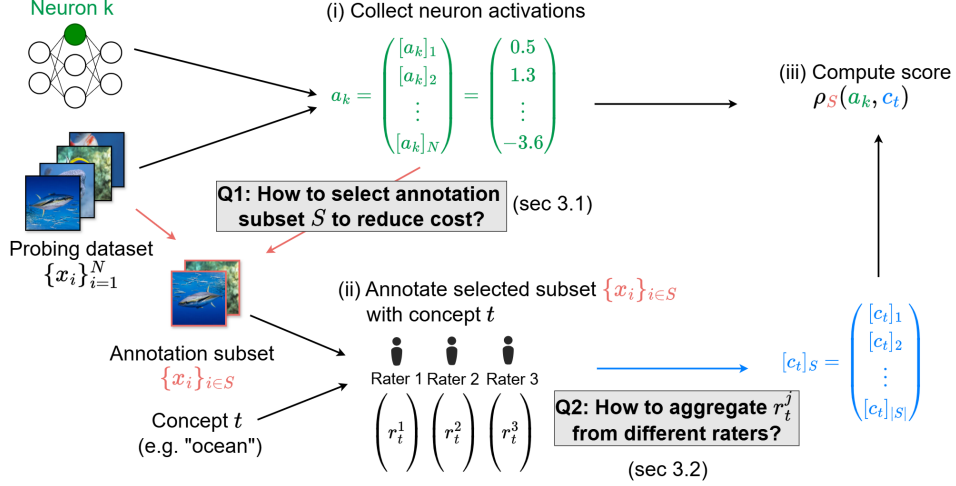 Neuron k
(i) Collect neuron activations
a_k = ([a_k]_1 [a_k]_2 ⋮ [a_k]_N) = (0.5 1.3 ⋮ −3.6)
(iii) Compute score
ρ_S(a_k, c_t)
Q1: How to select annotation
subset S to reduce cost?
(sec 3.1)
Probing dataset
{x_i}_{i=1}^N
(ii) Annotate selected subset {x_i}_{i∈S}
with concept t
Annotation subset
{x_i}_{i∈S}
Rater 1 Rater 2 Rater 3
[c_t]_S = ([c_t]_1 [c_t]_2 ⋮ [c_t]_{|S|})
Concept t
(e.g. "ocean")
(r_t^1) (r_t^2) (r_t^3)
Q2: How to aggregate r_t^j
from different raters?
(sec 3.2)